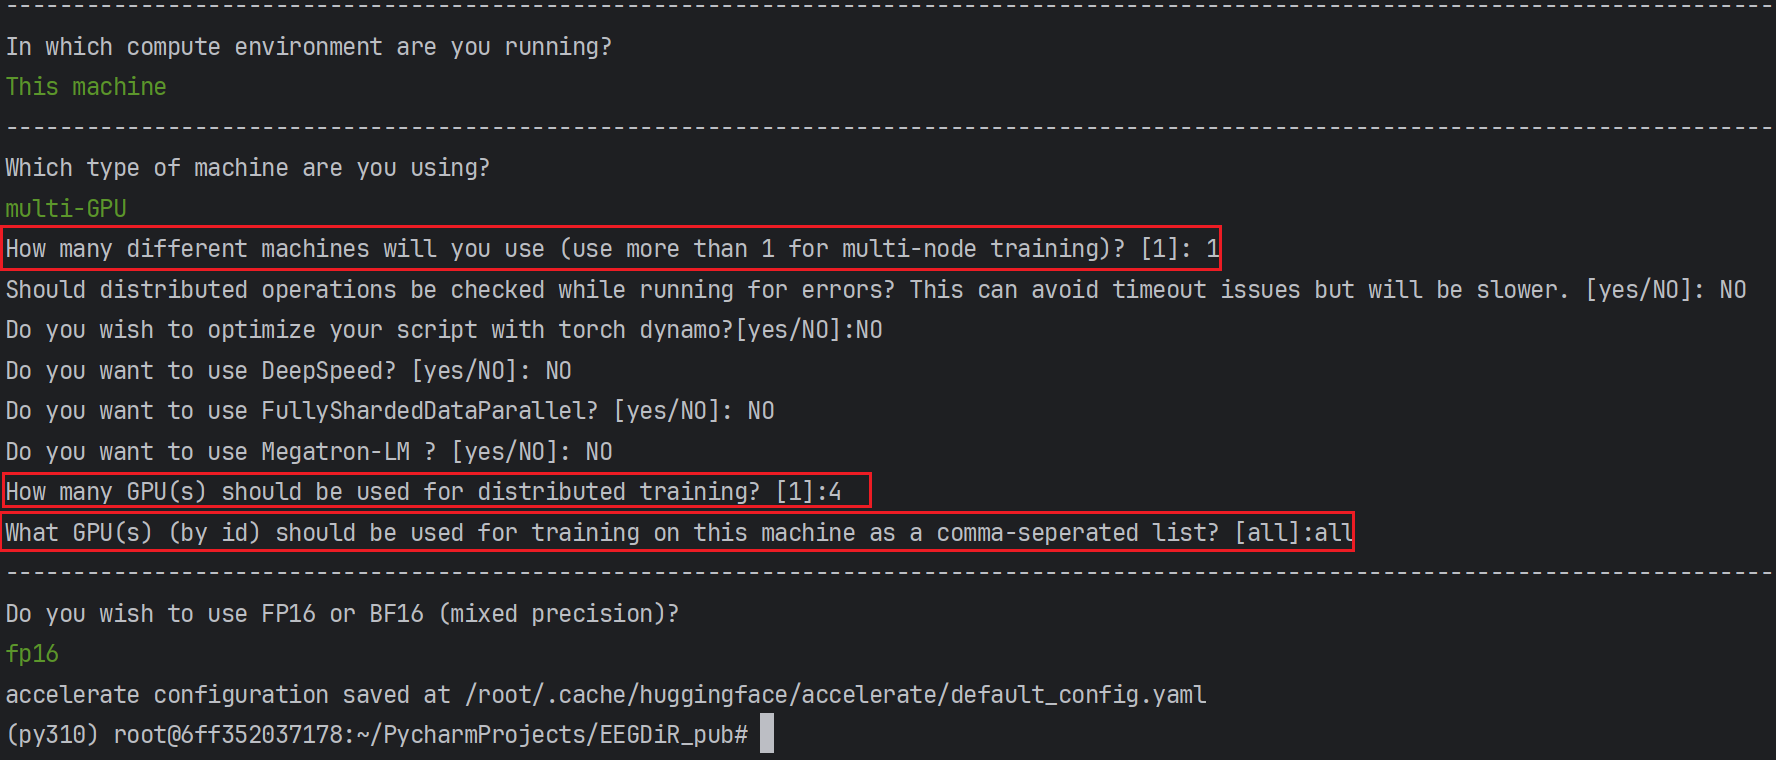 In which compute environment are you running?
This machine
Which type of machine are you using?
multi-GPU
How many different machines will you use (use more than 1 for multi-node training)? [1]: 1
Should distributed operations be checked while running for errors? This can avoid timeout issues but will be slower. [yes/NO]: NO
Do you wish to optimize your script with torch dynamo?[yes/NO]:NO
Do you want to use DeepSpeed? [yes/NO]: NO
Do you want to use FullyShardedDataParallel? [yes/NO]: NO
Do you want to use Megatron-LM ? [yes/NO]: NO
How many GPU(s) should be used for distributed training? [1]:4
What GPU(s) (by id) should be used for training on this machine as a comma-seperated list? [all]:all
Do you wish to use FP16 or BF16 (mixed precision)?
fp16
accelerate configuration saved at /root/.cache/huggingface/accelerate/default_config.yaml
(py310) root@6ff352037178:~/PycharmProjects/EEGDiR_pub#